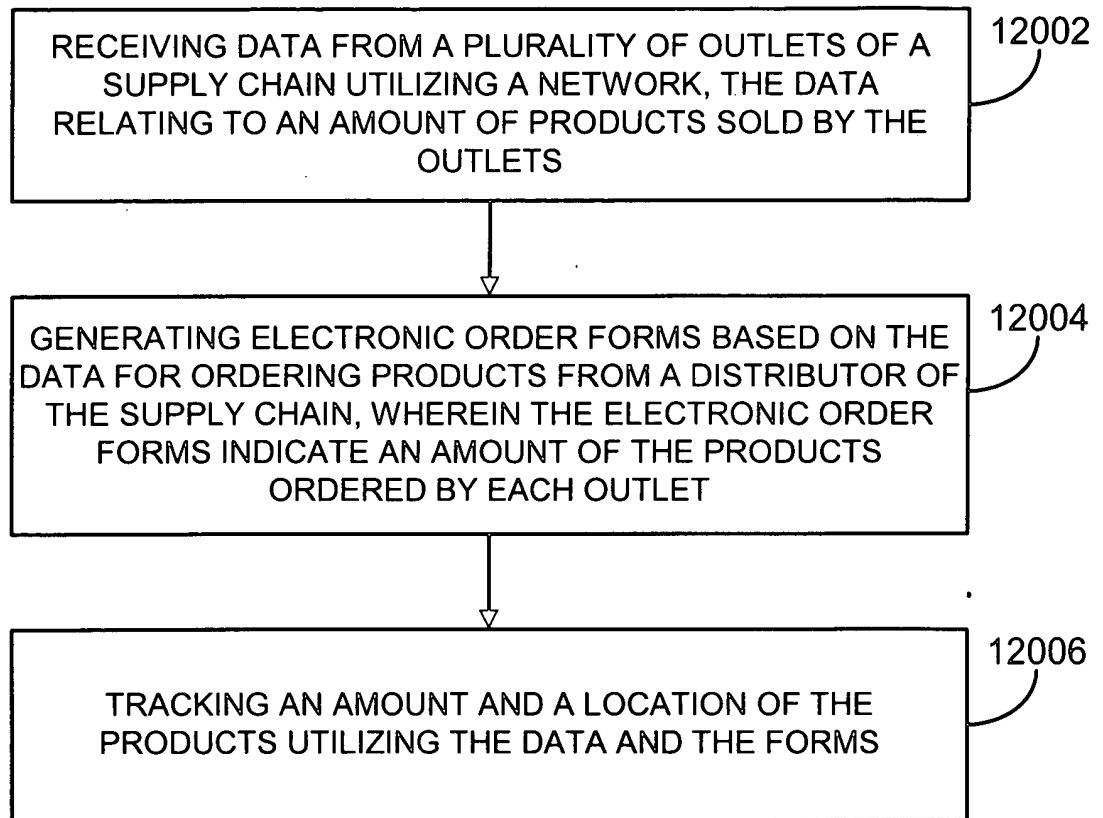 RECEIVING DATA FROM A PLURALITY OF OUTLETS OF A
SUPPLY CHAIN UTILIZING A NETWORK, THE DATA
RELATING TO AN AMOUNT OF PRODUCTS SOLD BY THE
OUTLETS
12002
GENERATING ELECTRONIC ORDER FORMS BASED ON THE
DATA FOR ORDERING PRODUCTS FROM A DISTRIBUTOR OF
THE SUPPLY CHAIN, WHEREIN THE ELECTRONIC ORDER
FORMS INDICATE AN AMOUNT OF THE PRODUCTS
ORDERED BY EACH OUTLET
12004
TRACKING AN AMOUNT AND A LOCATION OF THE
PRODUCTS UTILIZING THE DATA AND THE FORMS
12006